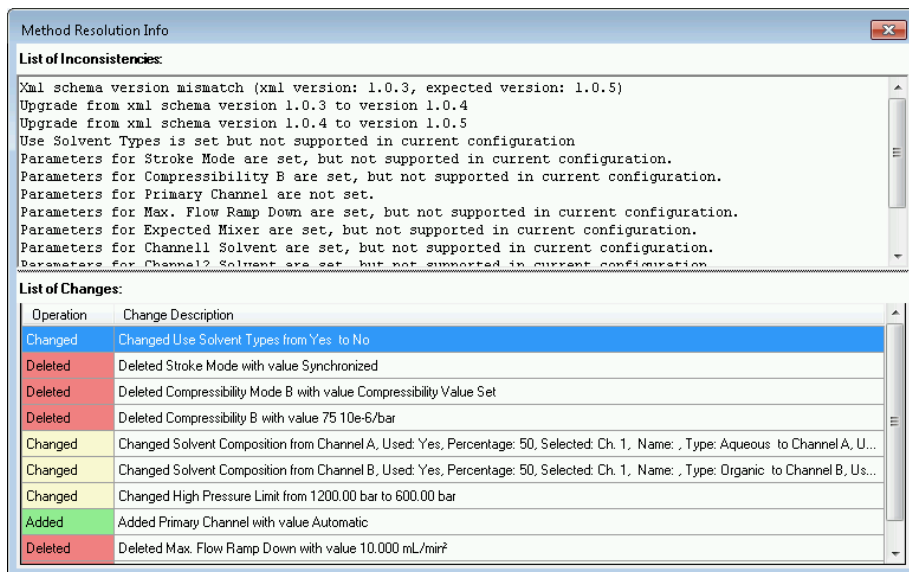 Method Resolution Info
List of Inconsistencies:
Xml schema version mismatch (xml version: 1.0.3, expected version: 1.0.5)
Upgrade from xml schema version 1.0.3 to version 1.0.4
Upgrade from xml schema version 1.0.4 to version 1.0.5
Use Solvent Types is set but not supported in current configuration
Parameters for Stroke Mode are set, but not supported in current configuration.
Parameters for Compressibility B are set, but not supported in current configuration.
Parameters for Primary Channel are not set.
Parameters for Max. Flow Ramp Down are set, but not supported in current configuration.
Parameters for Expected Mixer are set, but not supported in current configuration.
Parameters for Channel1 Solvent are set, but not supported in current configuration.
Parameters for Channel2 Solvent are set, but not supported in current configuration
List of Changes:
Operation Change Description
Changed Changed Use Solvent Types from Yes to No
Deleted Deleted Stroke Mode with value Synchronized
Deleted Deleted Compressibility Mode B with value Compressibility Value Set
Deleted Deleted Compressibility B with value 75 10e-6/bar
Changed Changed Solvent Composition from Channel A, Used: Yes, Percentage: 50, Selected: Ch. 1, Name: , Type: Aqueous to Channel A, U...
Changed Changed Solvent Composition from Channel B, Used: Yes, Percentage: 50, Selected: Ch. 1, Name: , Type: Organic to Channel B, Us...
Changed Changed High Pressure Limit from 1200.00 bar to 600.00 bar
Added Added Primary Channel with value Automatic
Deleted Deleted Max. Flow Ramp Down with value 10.000 mL/min²